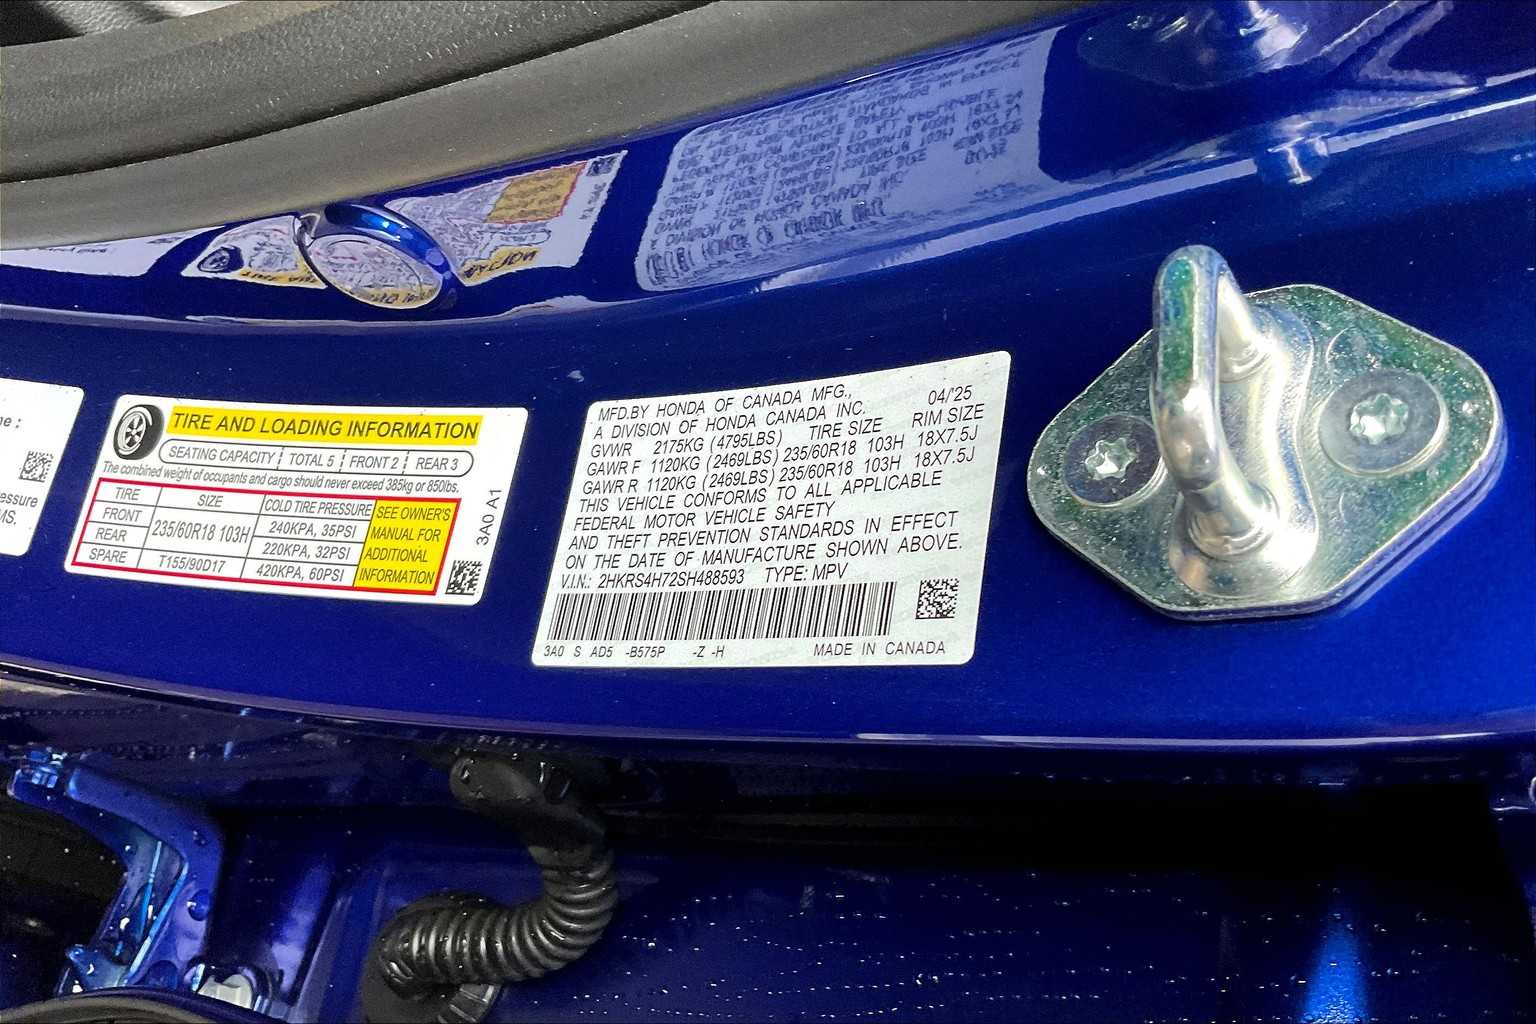 ne :
essure
MS.
TIRE AND LOADING INFORMATION
SEATING CAPACITY TOTAL 5 FRONT 2 REAR 3
The combined weight of occupants and cargo should never exceed 385kg or 850lbs.
TIRE SIZE COLD TIRE PRESSURE
FRONT 235/60R18 103H 240KPA, 35PSI
REAR 220KPA, 32PSI
SPARE T155/90D17 420KPA, 60PSI
SEE OWNER'S
MANUAL FOR
ADDITIONAL
INFORMATION
3A0 A1
MFD.BY HONDA OF CANADA MFG., 04/'25
A DIVISION OF HONDA CANADA INC.
GVWR 2175KG (4795LBS) TIRE SIZE RIM SIZE
GAWR F 1120KG (2469LBS) 235/60R18 103H 18X7.5J
GAWR R 1120KG (2469LBS) 235/60R18 103H 18X7.5J
THIS VEHICLE CONFORMS TO ALL APPLICABLE
FEDERAL MOTOR VEHICLE SAFETY
AND THEFT PREVENTION STANDARDS IN EFFECT
ON THE DATE OF MANUFACTURE SHOWN ABOVE.
V.I.N.: 2HKRS4H72SH488593 TYPE: MPV
3A0 S AD5 -B575P -Z -H MADE IN CANADA